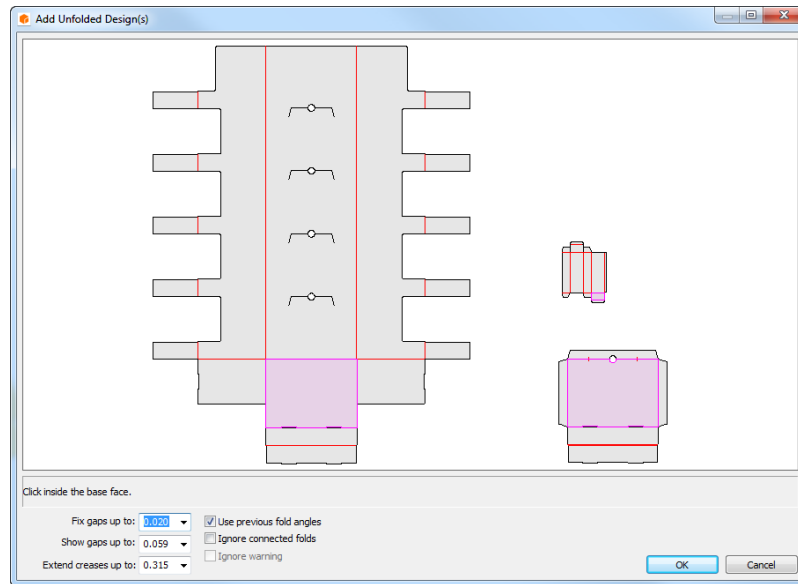 Add Unfolded Design(s)
Click inside the base face.
Fix gaps up to: 0.020
Use previous fold angles
Show gaps up to: 0.059
Ignore connected folds
Ignore warning
Extend creases up to: 0.315
OK
Cancel